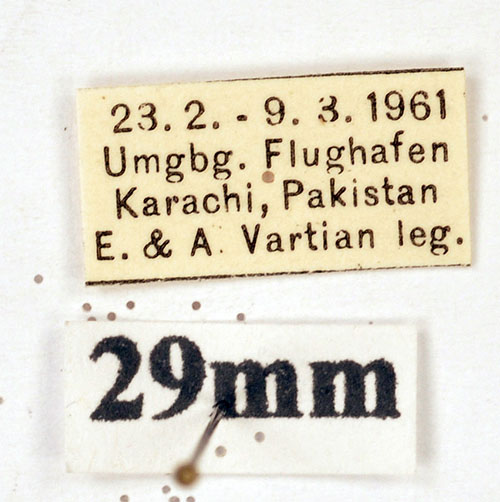 23. 2. - 9. 3. 1961
Umgbg. Flughafen
Karachi, Pakistan
E. & A. Vartian leg.
29mm